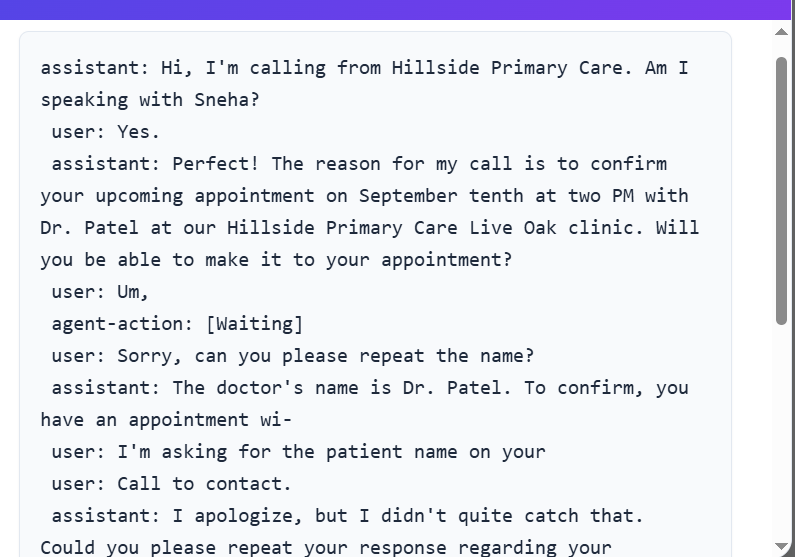 assistant: Hi, I'm calling from Hillside Primary Care. Am I
speaking with Sneha?
user: Yes.
assistant: Perfect! The reason for my call is to confirm
your upcoming appointment on September tenth at two PM with
Dr. Patel at our Hillside Primary Care Live Oak clinic. Will
you be able to make it to your appointment?
user: Um,
agent-action: [Waiting]
user: Sorry, can you please repeat the name?
assistant: The doctor's name is Dr. Patel. To confirm, you
have an appointment wi-
user: I'm asking for the patient name on your
user: Call to contact.
assistant: I apologize, but I didn't quite catch that.
Could you please repeat your response regarding your